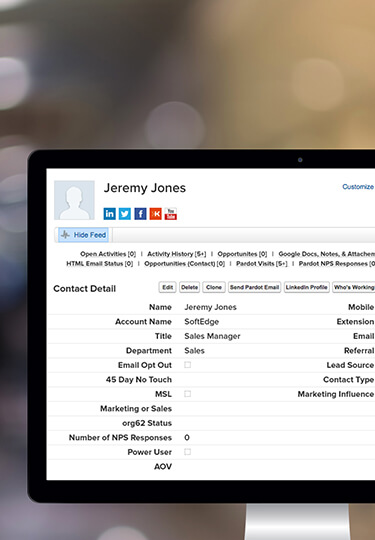 Jeremy Jones
Customize
in f K You Tube
Hide Feed
Open Activities [0] | Activity History [5+] | Opportunites [0] | Google Docs, Notes, & Attachem
HTML Email Status [0] | Opportunities (Contact) [0] | Pardot Visits [5+] | Pardot NPS Responses [0
Contact Detail Edit Delete Clone Send Pardot Email LinkedIn Profile Who's Working
Name Jeremy Jones Mobile
Account Name SoftEdge Extension
Title Sales Manager Email
Department Sales Referral
Email Opt Out Lead Source
45 Day No Touch Contact Type
MSL Marketing Influence
Marketing or Sales
org62 Status
Number of NPS Responses 0
Power User
AOV